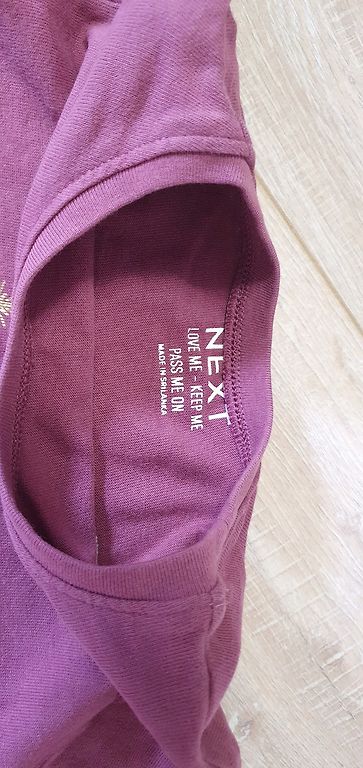 NEXT
LOVE ME - KEEP ME
PASS ME ON
MADE IN SRI LANKA